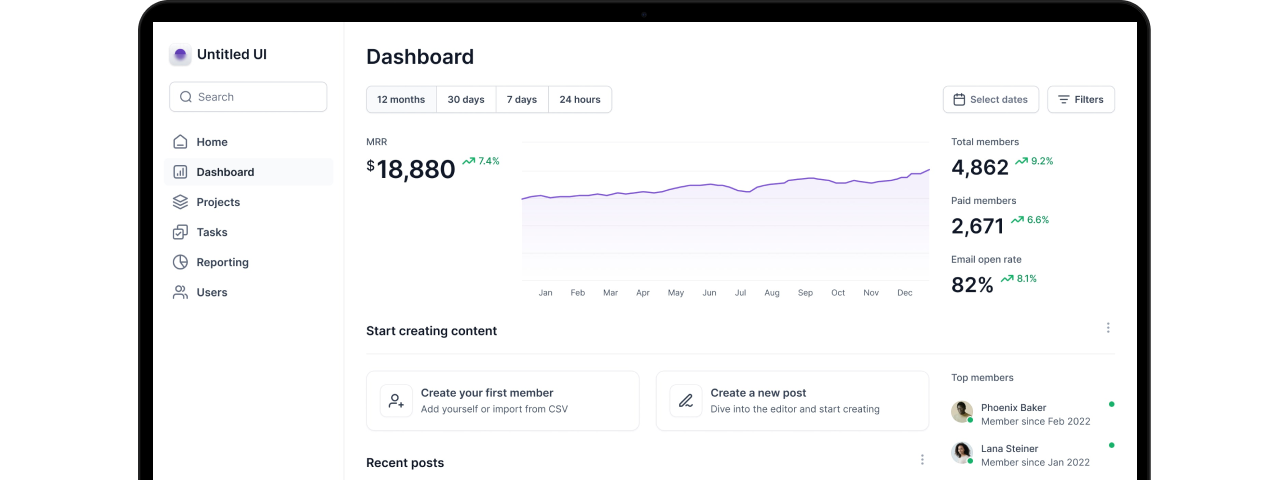 Untitled UI
Search
Home
Dashboard
Projects
Tasks
Reporting
Users
Dashboard
12 months
30 days
7 days
24 hours
Select dates
Filters
MRR
$18,880 7.4%
Jan Feb Mar Apr May Jun Jul Aug Sep Oct Nov Dec
Total members
4,862 9.2%
Paid members
2,671 6.6%
Email open rate
82% 8.1%
Start creating content
Create your first member
Add yourself or import from CSV
Create a new post
Dive into the editor and start creating
Top members
Phoenix Baker
Member since Feb 2022
Lana Steiner
Member since Jan 2022
Recent posts